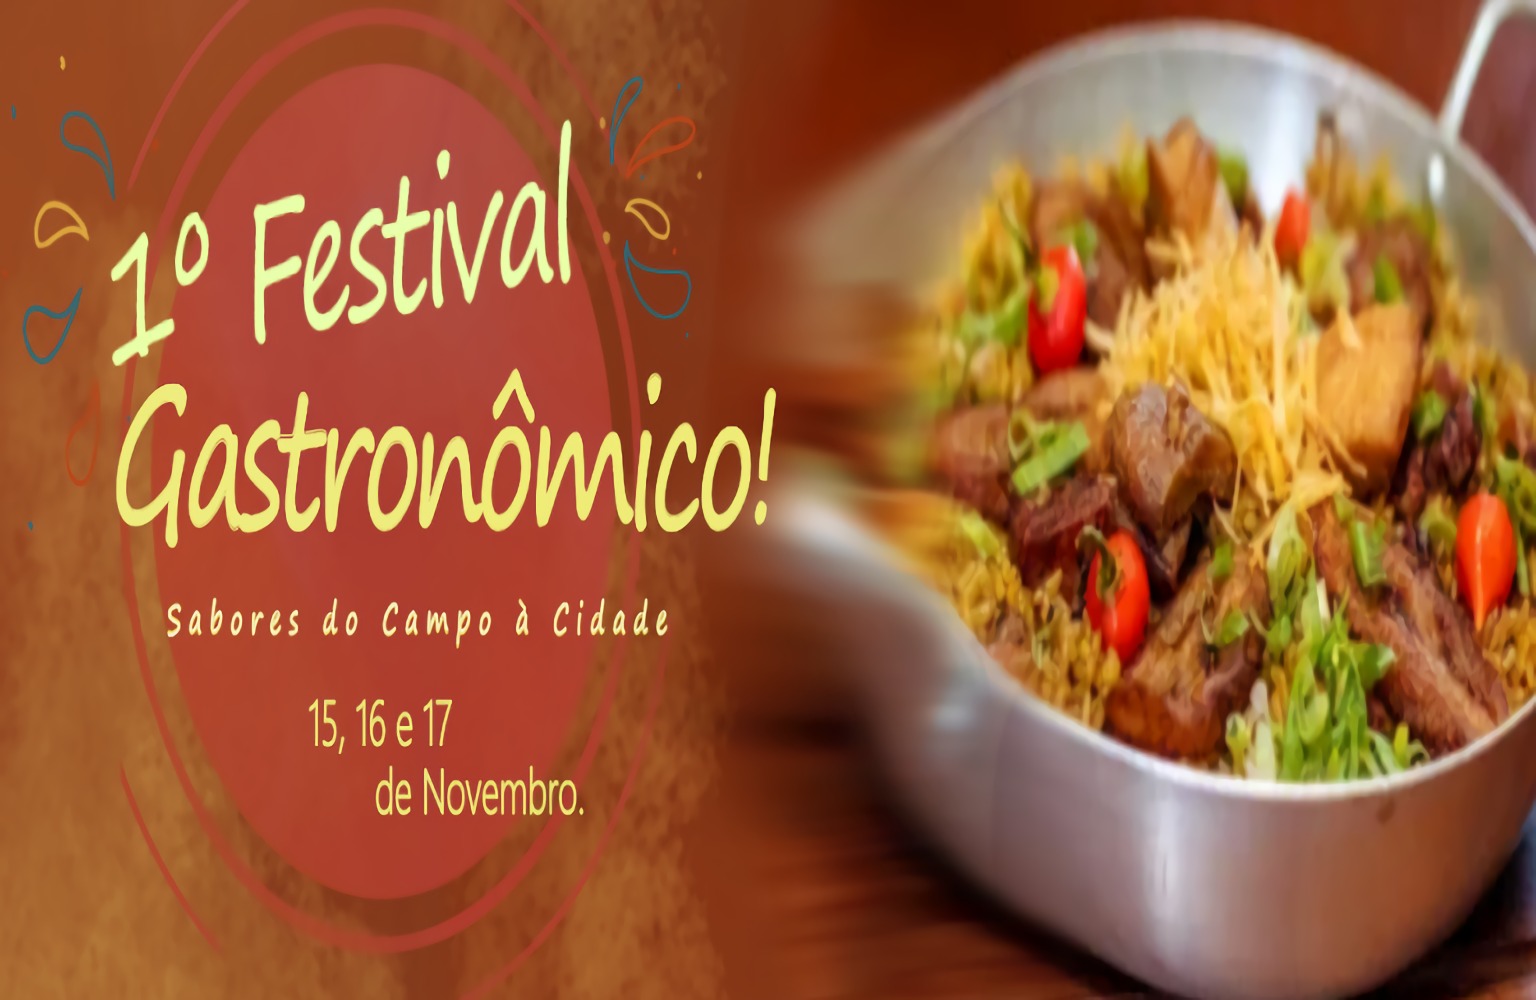 1º Festival
Gastronômico!
Sabores do Campo à Cidade
15, 16 e 17
de Novembro.